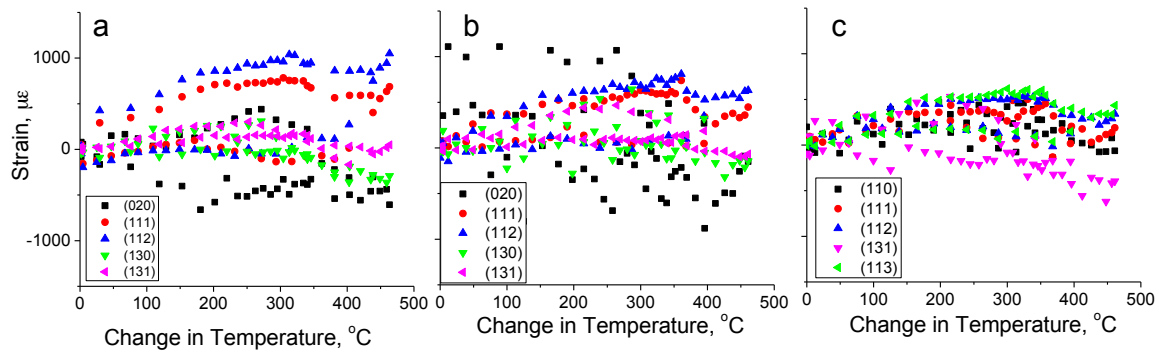 a
b
c
Strain, µε
1000
0
-1000
(020)
(111)
(112)
(130)
(131)
(020)
(111)
(112)
(130)
(131)
(110)
(111)
(112)
(131)
(113)
0 100 200 300 400 500
0 100 200 300 400 500
0 100 200 300 400 500
Change in Temperature, °C
Change in Temperature, °C
Change in Temperature, °C